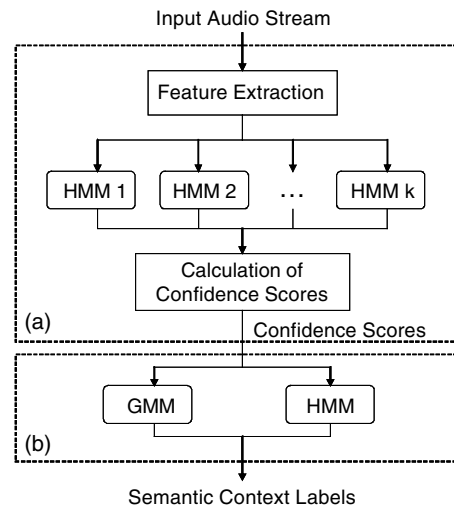 Input Audio Stream
Feature Extraction
HMM 1
HMM 2
...
HMM k
Calculation of
Confidence Scores
(a)
Confidence Scores
GMM
HMM
(b)
Semantic Context Labels